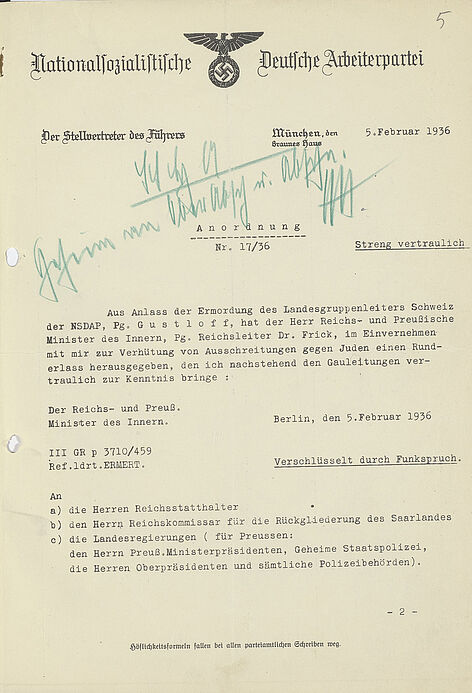 5
Nationalsozialistische Deutsche Arbeiterpartei
Der Stellvertreter des Führers
München, den 5.Februar 1936
Braunes Haus
Geheim an
Anordnung
Nr. 17/36
Streng vertraulich
Aus Anlass der Ermordung des Landesgruppenleiters Schweiz
der NSDAP, Pg. G u s t l o f f, hat der Herr Reichs- und Preußische
Minister des Innern, Pg. Reichsleiter Dr. Frick, im Einvernehmen
mit mir zur Verhütung von Ausschreitungen gegen Juden einen Rund-
erlass herausgegeben, den ich nachstehend den Gauleitungen ver-
traulich zur Kenntnis bringe :
Der Reichs- und Preuß.
Minister des Innern.
Berlin, den 5.Februar 1936
III GR p 3710/459
Ref.ldrt.ERMERT.
Verschlüsselt durch Funkspruch.
An
a) die Herren Reichsstatthalter
b) den Herrn Reichskommissar für die Rückgliederung des Saarlandes
c) die Landesregierungen ( für Preussen:
den Herrn Preuß.Ministerpräsidenten, Geheime Staatspolizei,
die Herren Oberpräsidenten und sämtliche Polizeibehörden).
- 2 -
Höflichkeitsformeln fallen bei allen parteiamtlichen Schreiben weg.